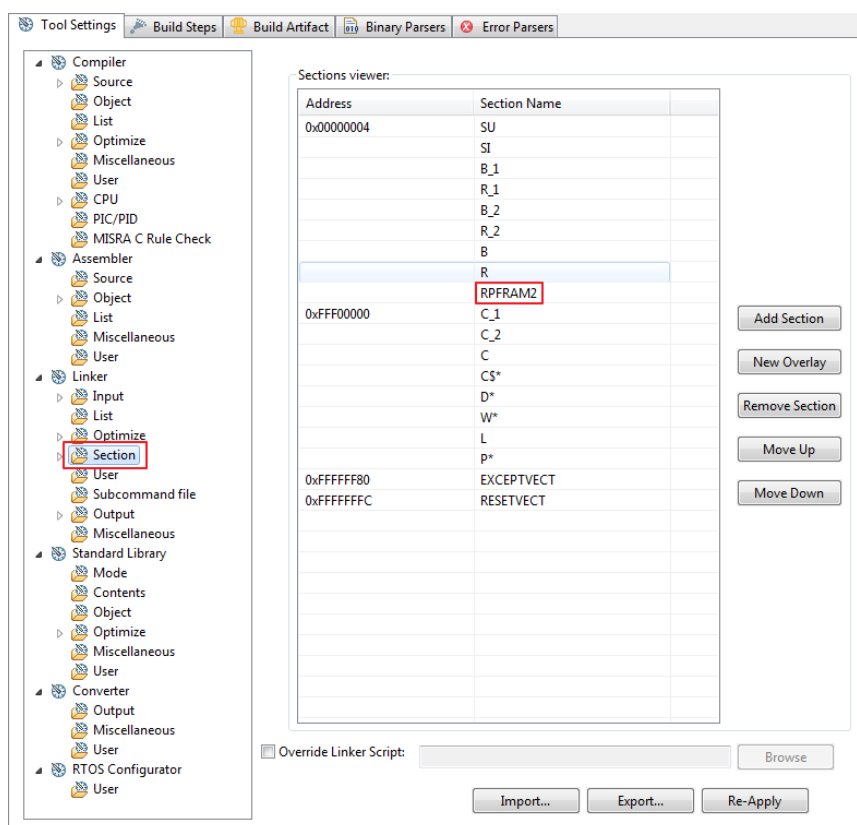 Tool Settings Build Steps Build Artifact Binary Parsers Error Parsers
Compiler
Source
Object
List
Optimize
Miscellaneous
User
CPU
PIC/PID
MISRA C Rule Check
Assembler
Source
Object
List
Miscellaneous
User
Linker
Input
List
Optimize
Section
User
Subcommand file
Output
Miscellaneous
Standard Library
Mode
Contents
Object
Optimize
Miscellaneous
User
Converter
Output
Miscellaneous
User
RTOS Configurator
User
Sections viewer:
Address Section Name
0x00000004 SU
SI
B_1
R_1
B_2
R_2
B
R
RPFRAM2
0xFFF00000 C_1
C_2
C
C$*
D*
W*
L
P*
0xFFFFFF80 EXCEPTVECT
0xFFFFFFFC RESETVECT
Add Section
New Overlay
Remove Section
Move Up
Move Down
Override Linker Script: Browse
Import... Export... Re-Apply